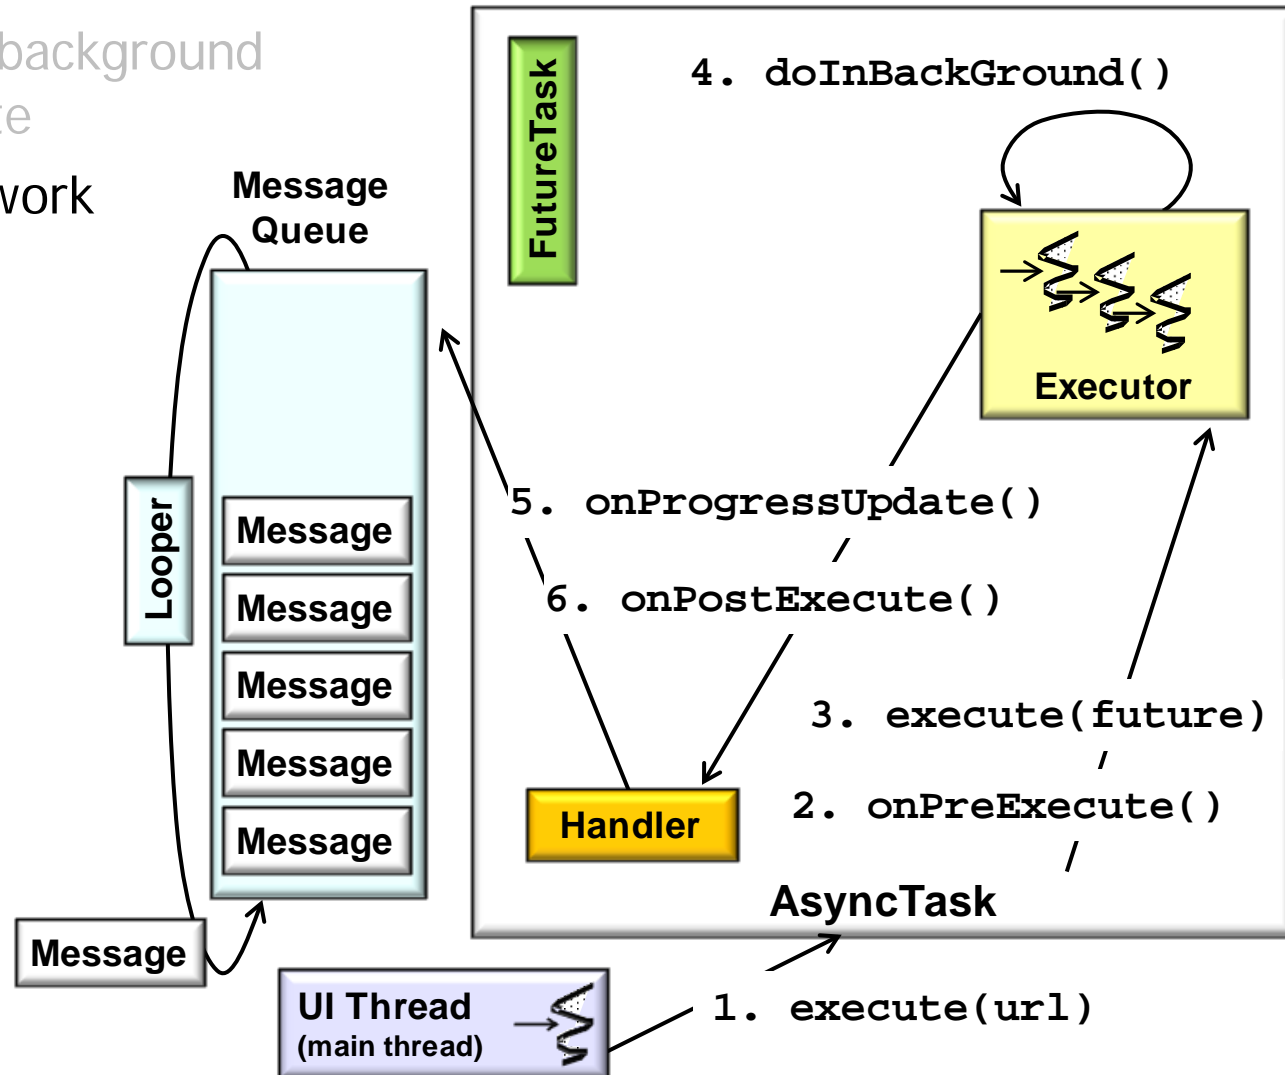 background
te
work
Message
Queue
FutureTask
4. doInBackGround()
Executor
Looper
Message
Message
Message
Message
Message
Message
5. onProgressUpdate()
6. onPostExecute()
3. execute(future)
2. onPreExecute()
Handler
AsyncTask
UI Thread
(main thread)
1. execute(url)